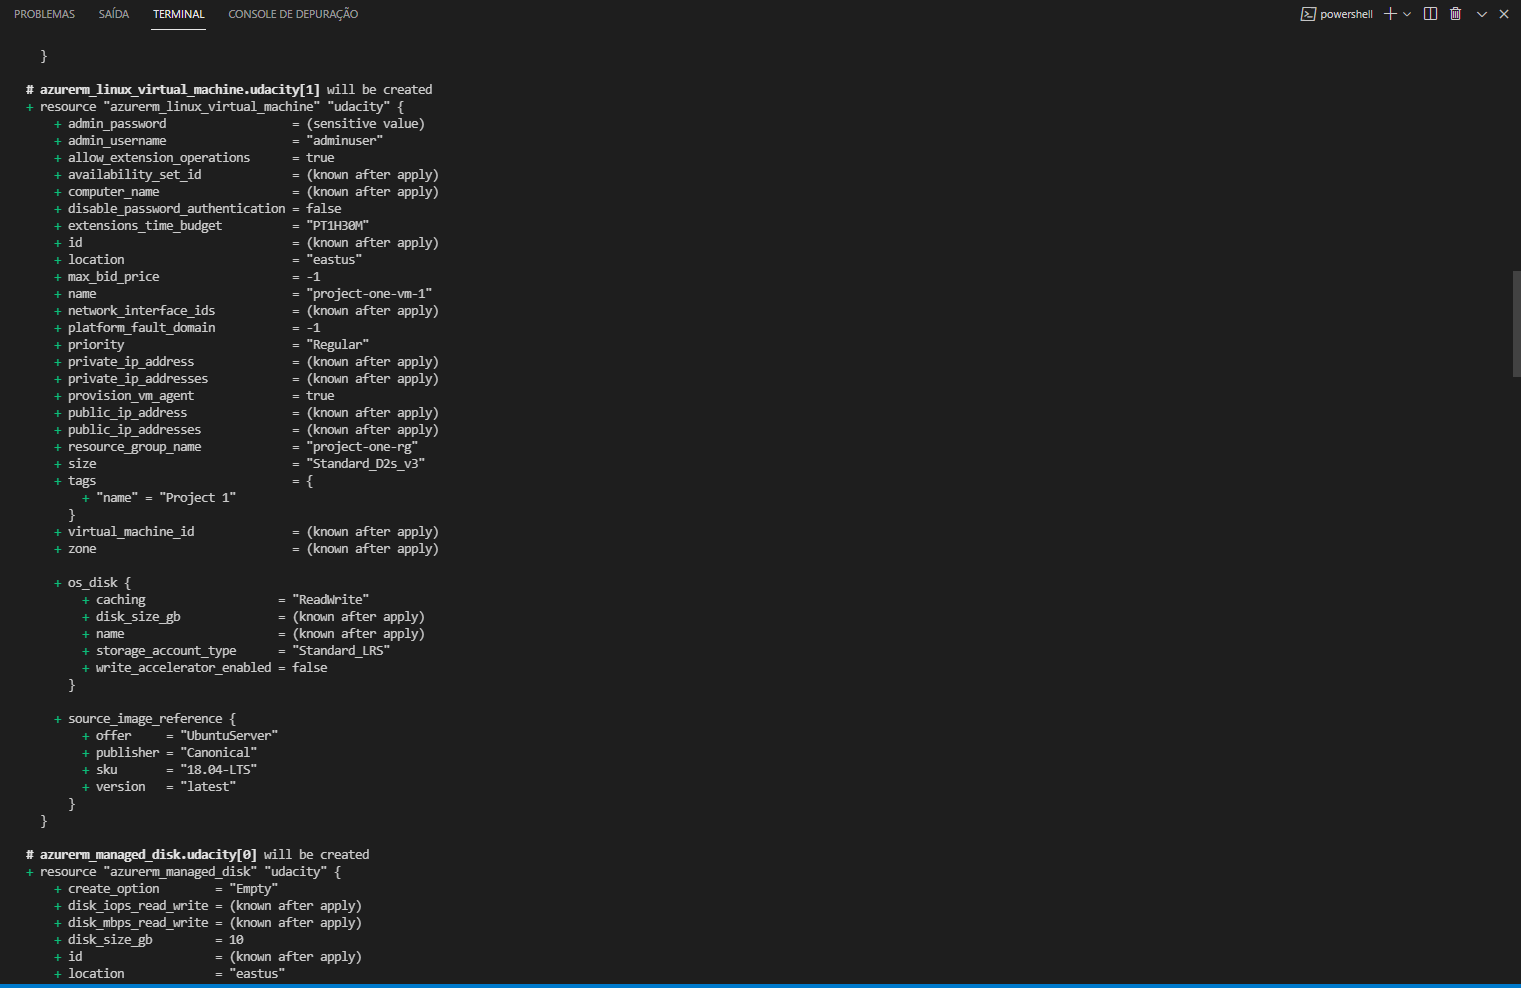 PROBLEMAS SAÍDA TERMINAL CONSOLE DE DEPURAÇÃO powershell
}
# azurerm_linux_virtual_machine.udacity[1] will be created
+ resource "azurerm_linux_virtual_machine" "udacity" {
+ admin_password = (sensitive value)
+ admin_username = "adminuser"
+ allow_extension_operations = true
+ availability_set_id = (known after apply)
+ computer_name = (known after apply)
+ disable_password_authentication = false
+ extensions_time_budget = "PT1H30M"
+ id = (known after apply)
+ location = "eastus"
+ max_bid_price = -1
+ name = "project-one-vm-1"
+ network_interface_ids = (known after apply)
+ platform_fault_domain = -1
+ priority = "Regular"
+ private_ip_address = (known after apply)
+ private_ip_addresses = (known after apply)
+ provision_vm_agent = true
+ public_ip_address = (known after apply)
+ public_ip_addresses = (known after apply)
+ resource_group_name = "project-one-rg"
+ size = "Standard_D2s_v3"
+ tags = {
+ "name" = "Project 1"
}
+ virtual_machine_id = (known after apply)
+ zone = (known after apply)
+ os_disk {
+ caching = "ReadWrite"
+ disk_size_gb = (known after apply)
+ name = (known after apply)
+ storage_account_type = "Standard_LRS"
+ write_accelerator_enabled = false
}
+ source_image_reference {
+ offer = "UbuntuServer"
+ publisher = "Canonical"
+ sku = "18.04-LTS"
+ version = "latest"
}
}
# azurerm_managed_disk.udacity[0] will be created
+ resource "azurerm_managed_disk" "udacity" {
+ create_option = "Empty"
+ disk_iops_read_write = (known after apply)
+ disk_mbps_read_write = (known after apply)
+ disk_size_gb = 10
+ id = (known after apply)
+ location = "eastus"